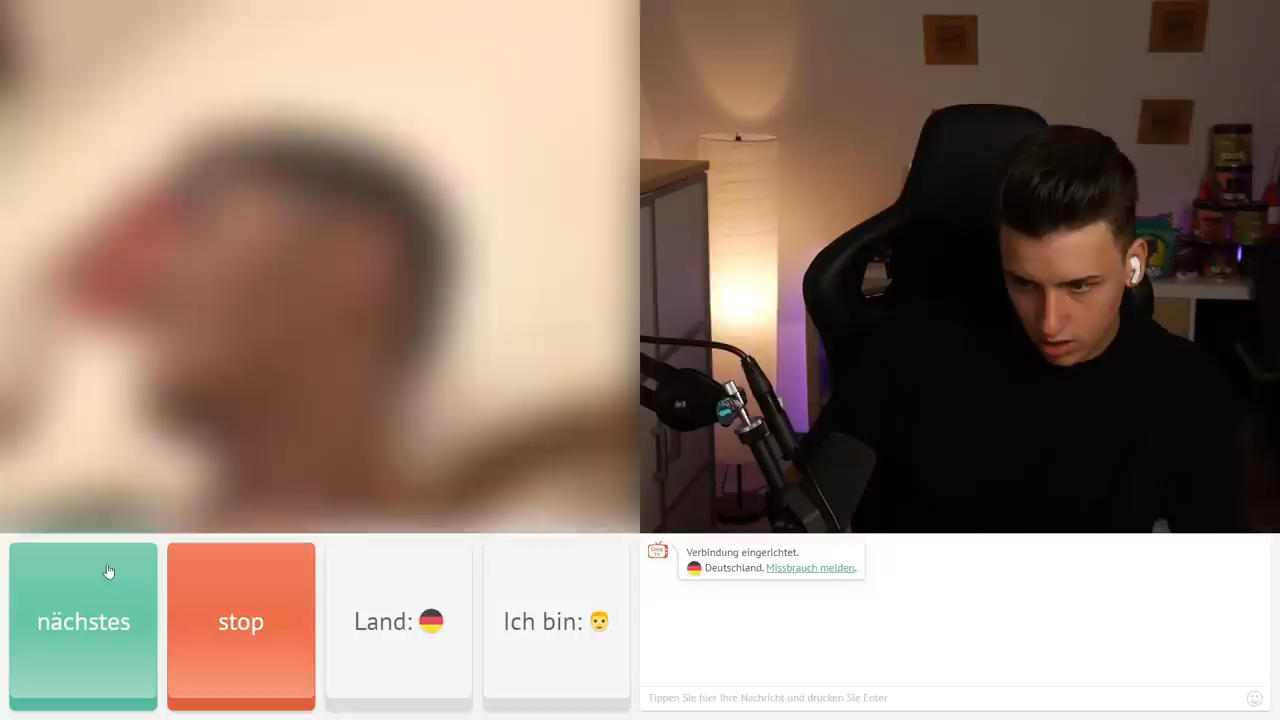 Verbindung eingerichtet.
Deutschland. Missbrauch melden.
nächstes
stop
Land:
Ich bin:
Tippen Sie hier Ihre Nachricht und drücken Sie Enter